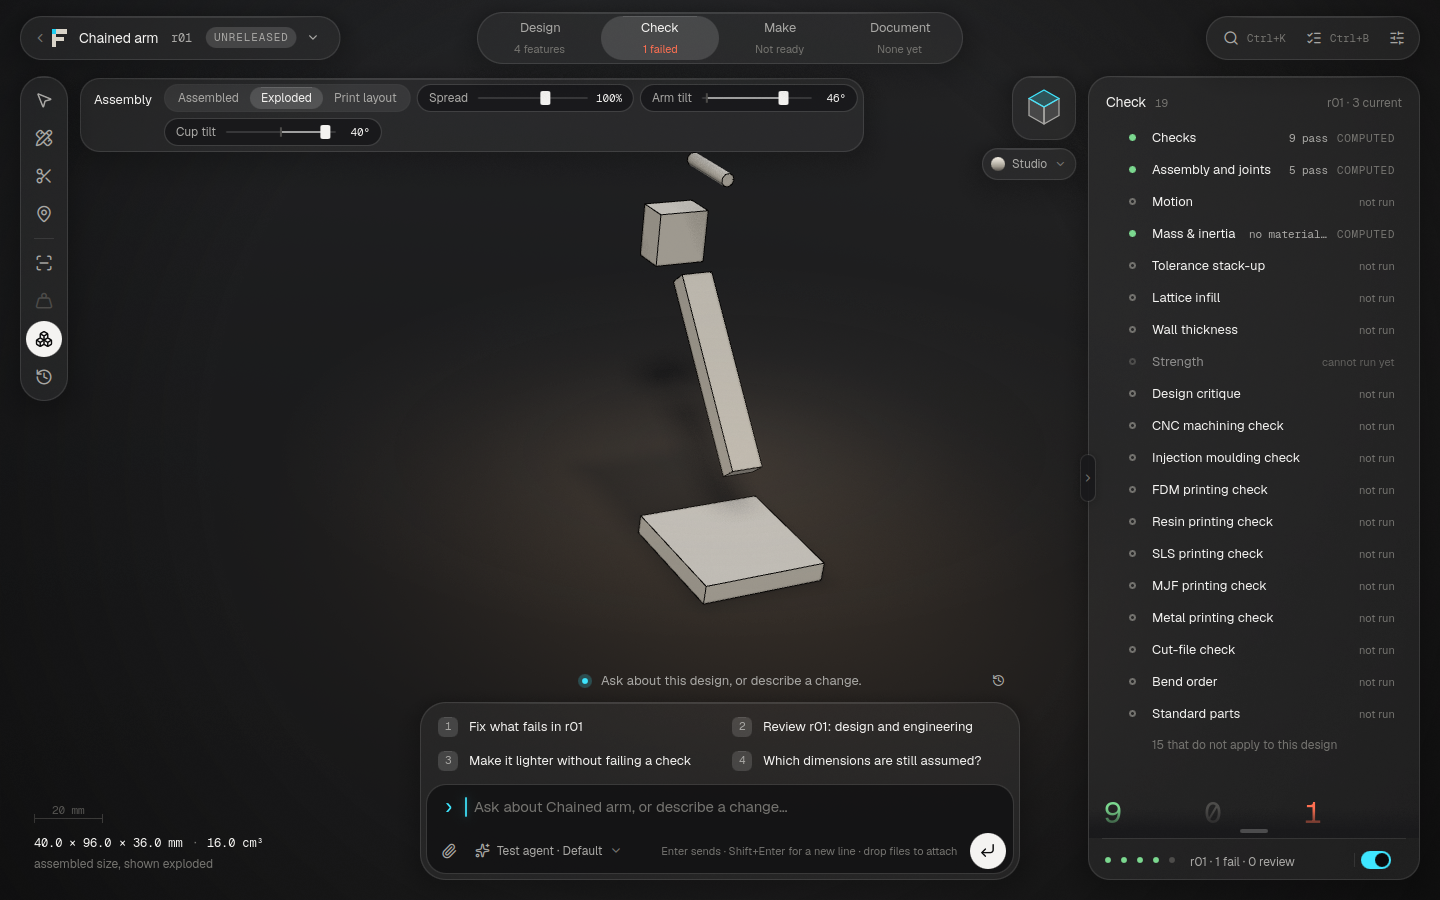 Chained arm r01 UNRELEASED
Design
4 features
Check
1 failed
Make
Not ready
Document
None yet
Ctrl+K Ctrl+B
Assembly Assembled Exploded Print layout Spread 100% Arm tilt 46°
Cup tilt 40°
Studio
Check 19 r01 · 3 current
Checks 9 pass COMPUTED
Assembly and joints 5 pass COMPUTED
Motion not run
Mass & inertia no material… COMPUTED
Tolerance stack-up not run
Lattice infill not run
Wall thickness not run
Strength cannot run yet
Design critique not run
CNC machining check not run
Injection moulding check not run
FDM printing check not run
Resin printing check not run
SLS printing check not run
MJF printing check not run
Metal printing check not run
Cut-file check not run
Bend order not run
Standard parts not run
15 that do not apply to this design
9 0 1
r01 · 1 fail · 0 review
Ask about this design, or describe a change.
1 Fix what fails in r01
2 Review r01: design and engineering
3 Make it lighter without failing a check
4 Which dimensions are still assumed?
Ask about Chained arm, or describe a change…
Test agent · Default
Enter sends · Shift+Enter for a new line · drop files to attach
20 mm
40.0 × 96.0 × 36.0 mm · 16.0 cm³
assembled size, shown exploded